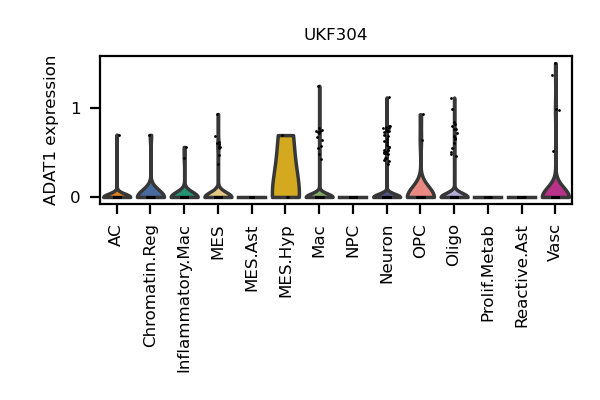 UKF304
ADAT1 expression
1
0
AC
Chromatin.Reg
Inflammatory.Mac
MES
MES.Ast
MES.Hyp
Mac
NPC
Neuron
OPC
Oligo
Prolif.Metab
Reactive.Ast
Vasc